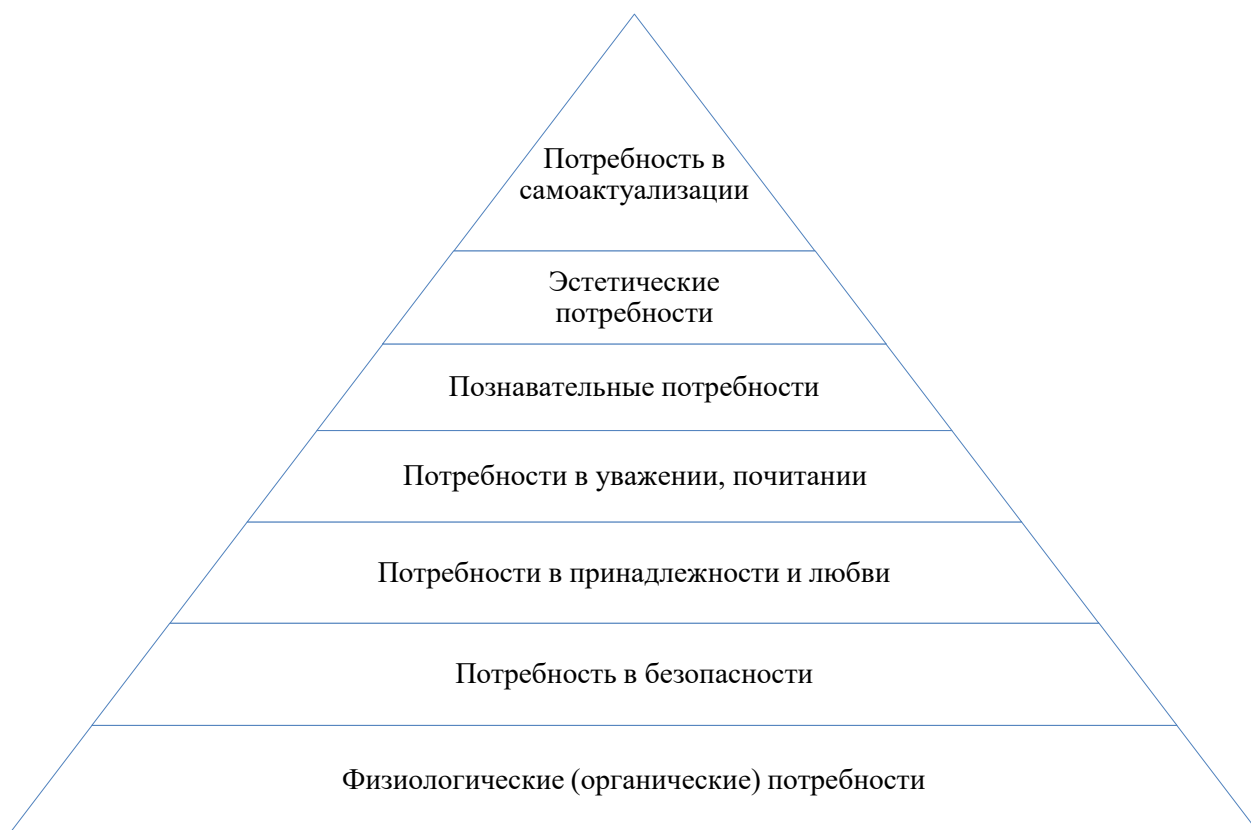 Потребность в
самоактуализации
Эстетические
потребности
Познавательные потребности
Потребности в уважении, почитании
Потребности в принадлежности и любви
Потребность в безопасности
Физиологические (органические) потребности